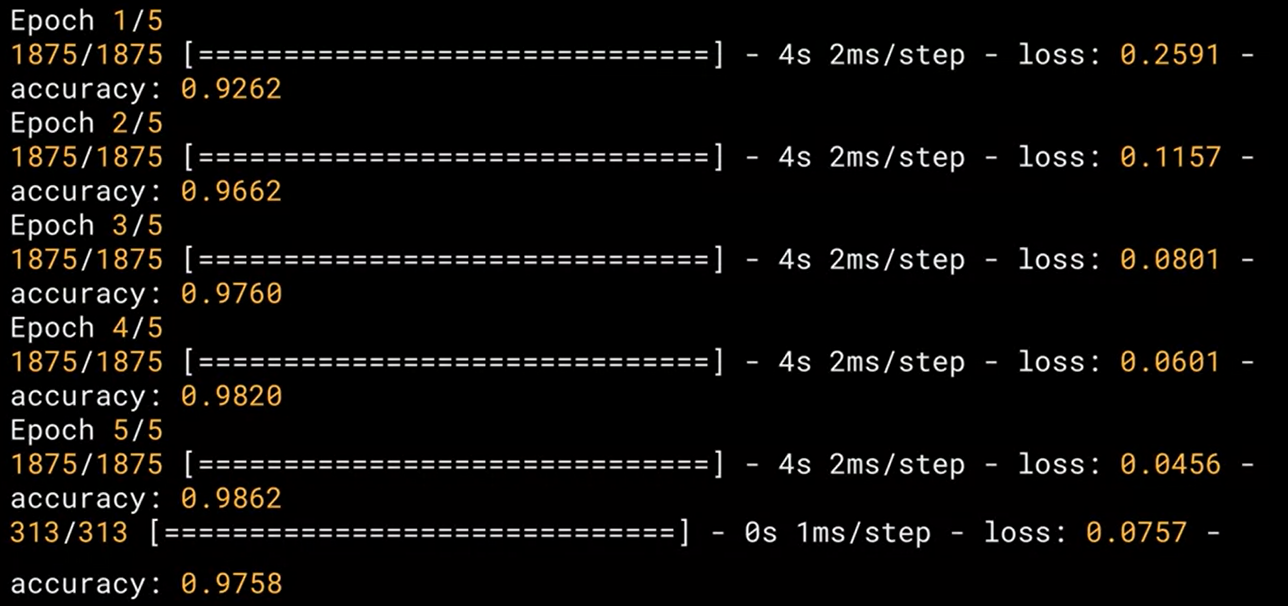 Epoch 1/5
1875/1875 [==============================] - 4s 2ms/step - loss: 0.2591 -
accuracy: 0.9262
Epoch 2/5
1875/1875 [==============================] - 4s 2ms/step - loss: 0.1157 -
accuracy: 0.9662
Epoch 3/5
1875/1875 [==============================] - 4s 2ms/step - loss: 0.0801 -
accuracy: 0.9760
Epoch 4/5
1875/1875 [==============================] - 4s 2ms/step - loss: 0.0601 -
accuracy: 0.9820
Epoch 5/5
1875/1875 [==============================] - 4s 2ms/step - loss: 0.0456 -
accuracy: 0.9862
313/313 [==============================] - 0s 1ms/step - loss: 0.0757 -
accuracy: 0.9758